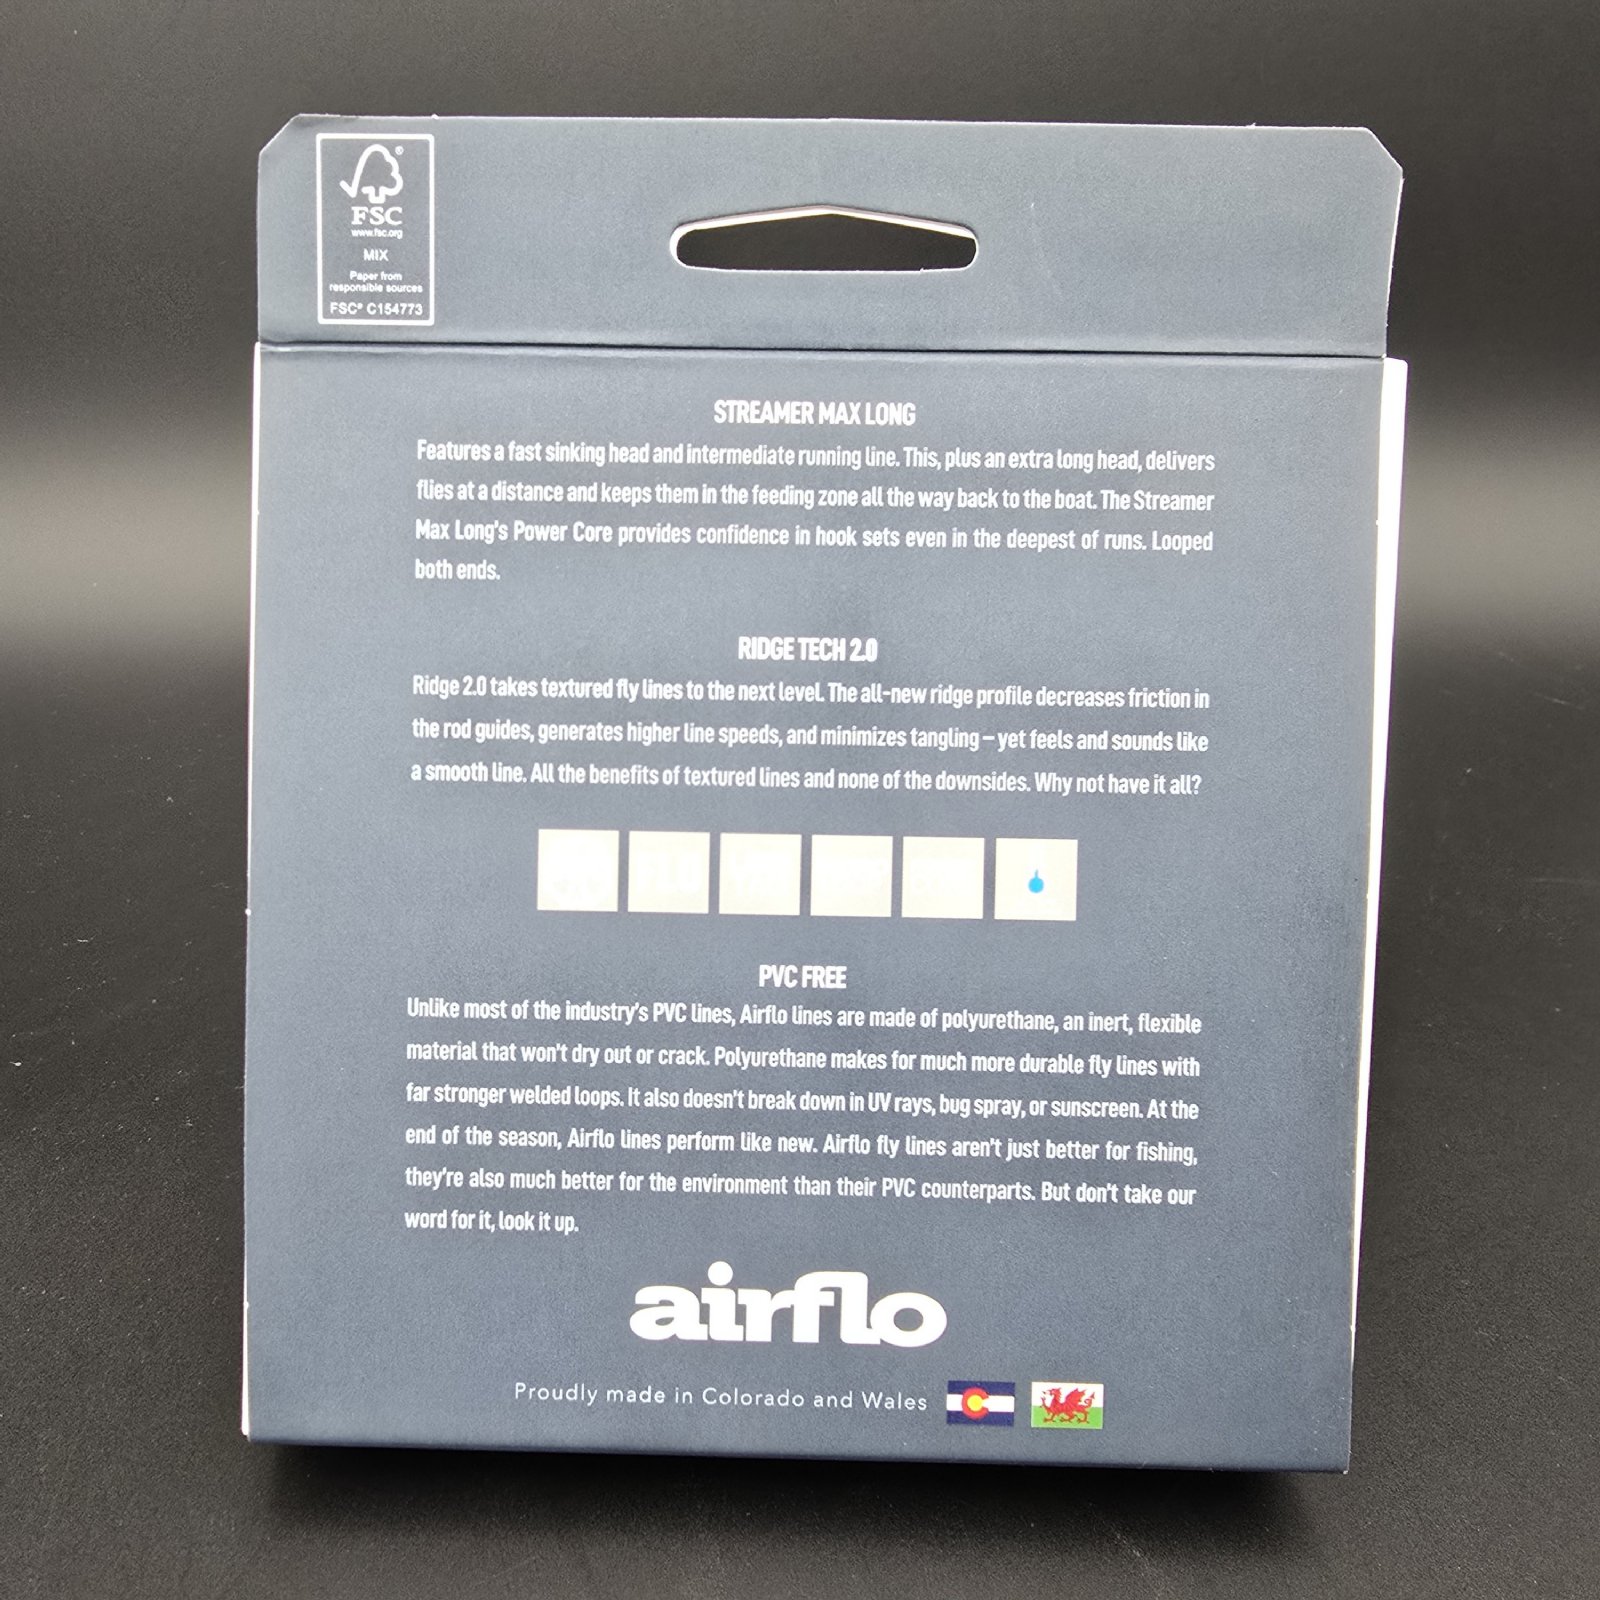 FSC®
www.fsc.org
MIX
Paper from
responsible sources
FSC® C154773
STREAMER MAX LONG
Features a fast sinking head and intermediate running line. This, plus an extra long head, delivers
flies at a distance and keeps them in the feeding zone all the way back to the boat. The Streamer
Max Long's Power Core provides confidence in hook sets even in the deepest of runs. Looped
both ends.
RIDGE TECH 2.0
Ridge 2.0 takes textured fly lines to the next level. The all-new ridge profile decreases friction in
the rod guides, generates higher line speeds, and minimizes tangling – yet feels and sounds like
a smooth line. All the benefits of textured lines and none of the downsides. Why not have it all?
PVC FREE
Unlike most of the industry's PVC lines, Airflo lines are made of polyurethane, an inert, flexible
material that won't dry out or crack. Polyurethane makes for much more durable fly lines with
far stronger welded loops. It also doesn't break down in UV rays, bug spray, or sunscreen. At the
end of the season, Airflo lines perform like new. Airflo fly lines aren't just better for fishing,
they're also much better for the environment than their PVC counterparts. But don't take our
word for it, look it up.
airflo
Proudly made in Colorado and Wales